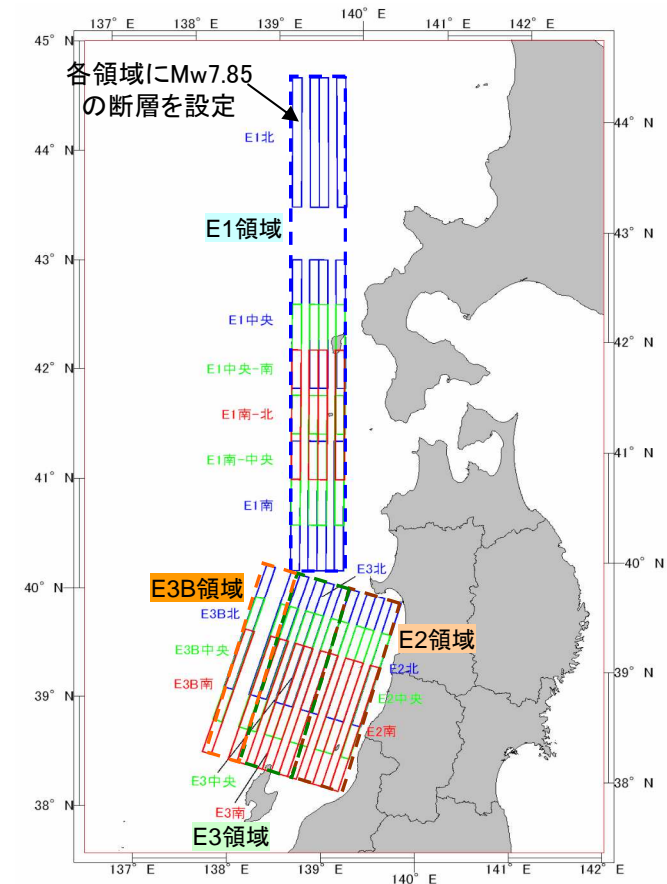 137° E 138° E 139° E 140° E 141° E 142° E
45° N
各領域にMw7.85
の断層を設定
44° N
E1北
44° N
E1領域
43° N
43° N
E1中央
42° N
E1中央-南
42° N
E1南-北
41° N
E1南-中央
41° N
E1南
40° N
E3北
40° N
E3B領域
E3B北
E2領域
E3B中央
E2北
39° N
E3B南
E2中央
39° N
E2南
E3中央
38° N
E3南
38° N
E3領域
137° E 138° E 139° E 140° E 141° E 142° E